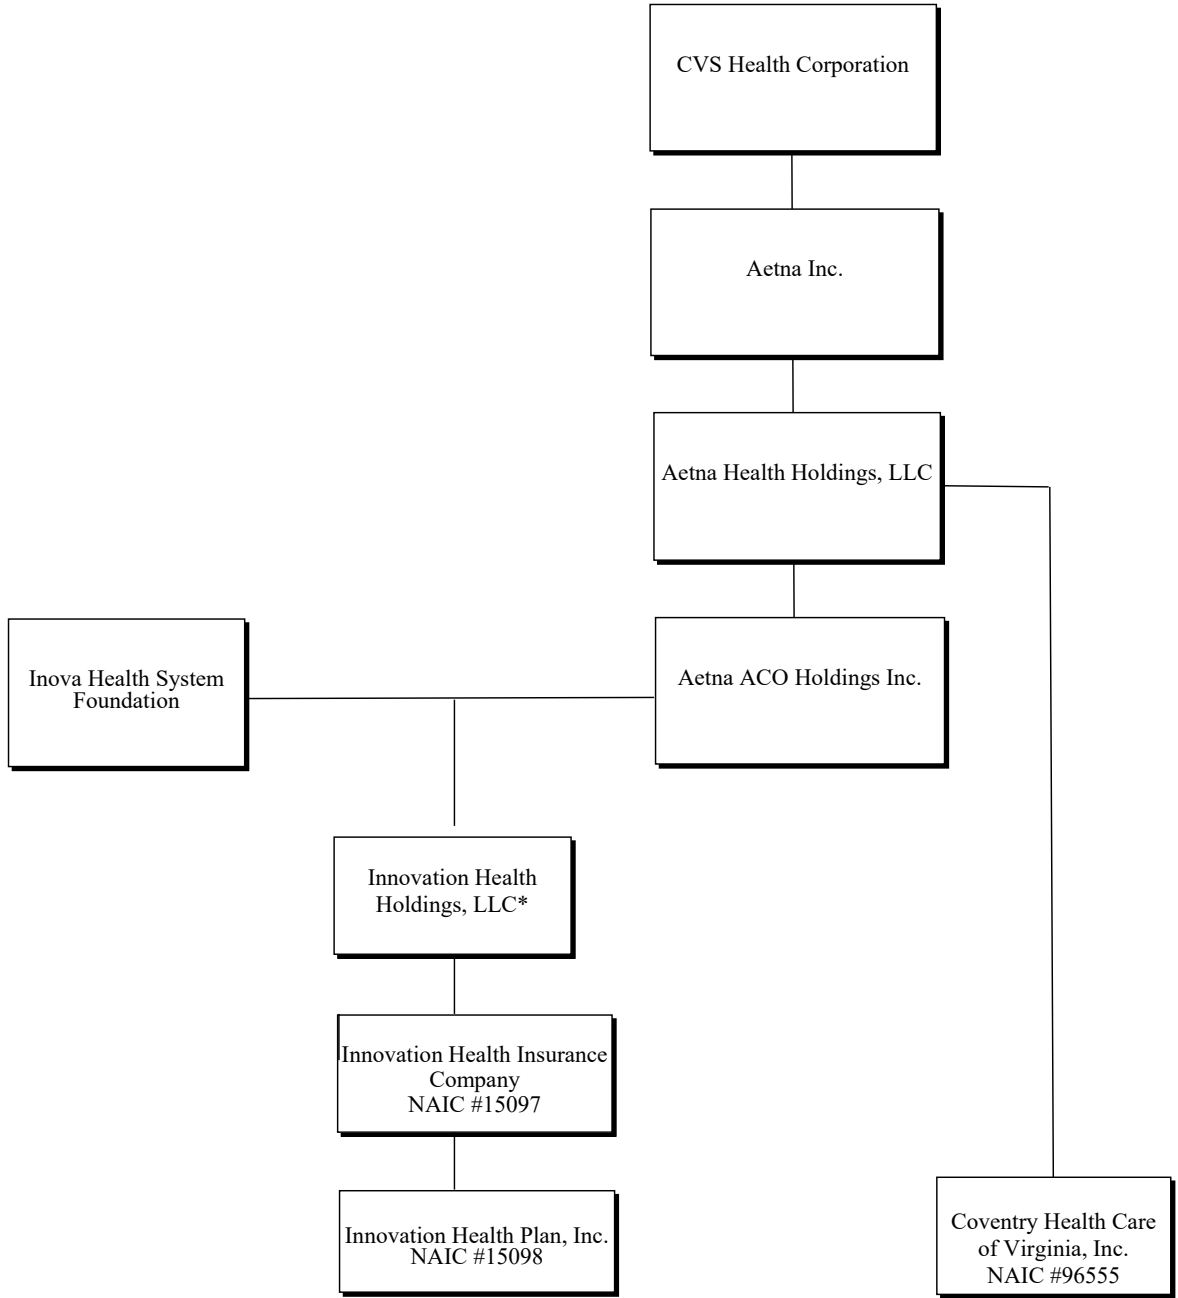 CVS Health Corporation
Aetna Inc.
Aetna Health Holdings, LLC
Inova Health System
Foundation
Aetna ACO Holdings Inc.
Innovation Health
Holdings, LLC*
Innovation Health Insurance
Company
NAIC #15097
Innovation Health Plan, Inc.
NAIC #15098
Coventry Health Care
of Virginia, Inc.
NAIC #96555